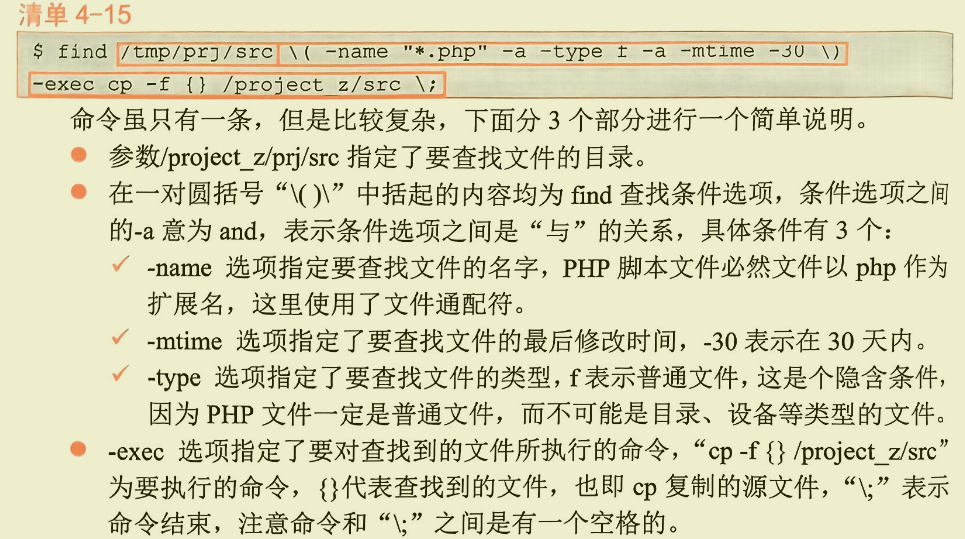 清单 4-15
$ find /tmp/prj/src \( -name "*.php" -a -type f -a -mtime -30 \)
-exec cp -f {} /project_z/src \;
命令虽只有一条，但是比较复杂，下面分 3 个部分进行一个简单说明。
● 参数/project_z/prj/src 指定了要查找文件的目录。
● 在一对圆括号“\( )\”中括起的内容均为 find 查找条件选项，条件选项之间
的-a 意为 and，表示条件选项之间是“与”的关系，具体条件有 3 个：
✓ -name 选项指定要查找文件的名字，PHP 脚本文件必然文件以 php 作为
扩展名，这里使用了文件通配符。
✓ -mtime 选项指定了要查找文件的最后修改时间，-30 表示在 30 天内。
✓ -type 选项指定了要查找文件的类型，f 表示普通文件，这是个隐含条件，
因为 PHP 文件一定是普通文件，而不可能是目录、设备等类型的文件。
● -exec 选项指定了要对查找到的文件所执行的命令，“cp -f {} /project_z/src”
为要执行的命令，{}代表查找到的文件，也即 cp 复制的源文件，“\;”表示
命令结束，注意命令和“\;”之间是有一个空格的。